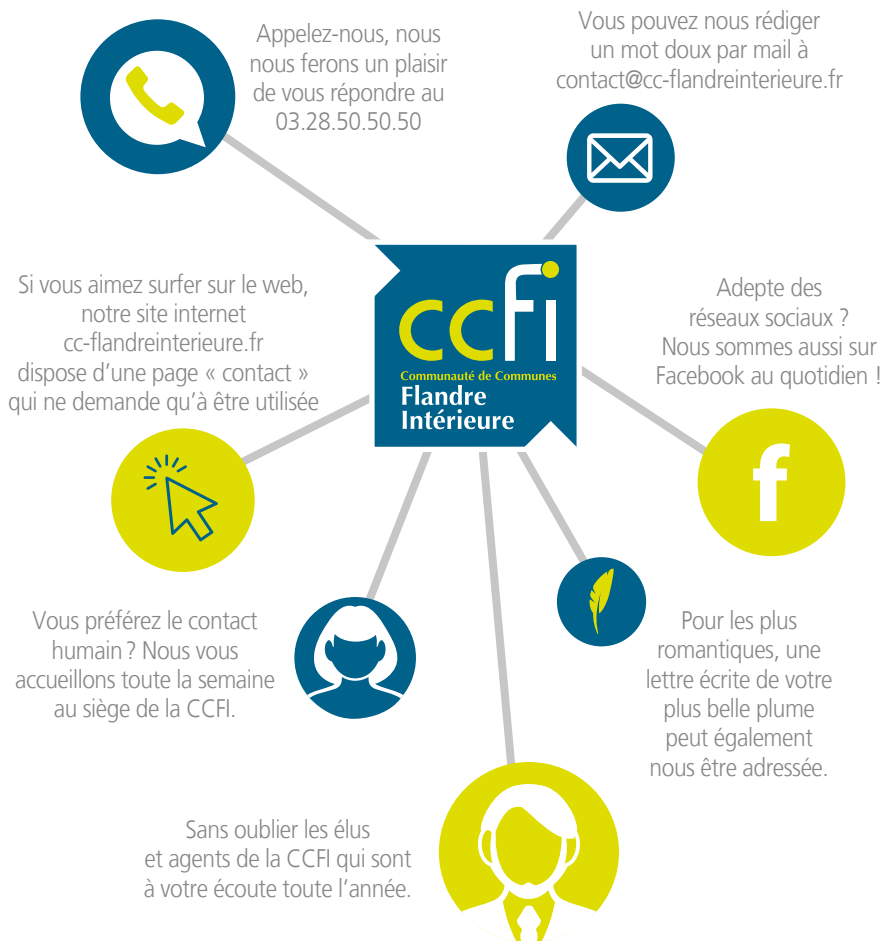 Appelez-nous, nous
nous ferons un plaisir
de vous répondre au
03.28.50.50.50
Vous pouvez nous rédiger
un mot doux par mail à
contact@cc-flandreinterieure.fr
Si vous aimez surfer sur le web,
notre site internet
cc-flandreinterieure.fr
dispose d’une page « contact »
qui ne demande qu’à être utilisée
ccfi
Communauté de Communes
Flandre
Intérieure
Adepte des
réseaux sociaux ?
Nous sommes aussi sur
Facebook au quotidien !
f
Vous préférez le contact
humain ? Nous vous
accueillons toute la semaine
au siège de la CCFI.
Pour les plus
romantiques, une
lettre écrite de votre
plus belle plume
peut également
nous être adressée.
Sans oublier les élus
et agents de la CCFI qui sont
à votre écoute toute l’année.